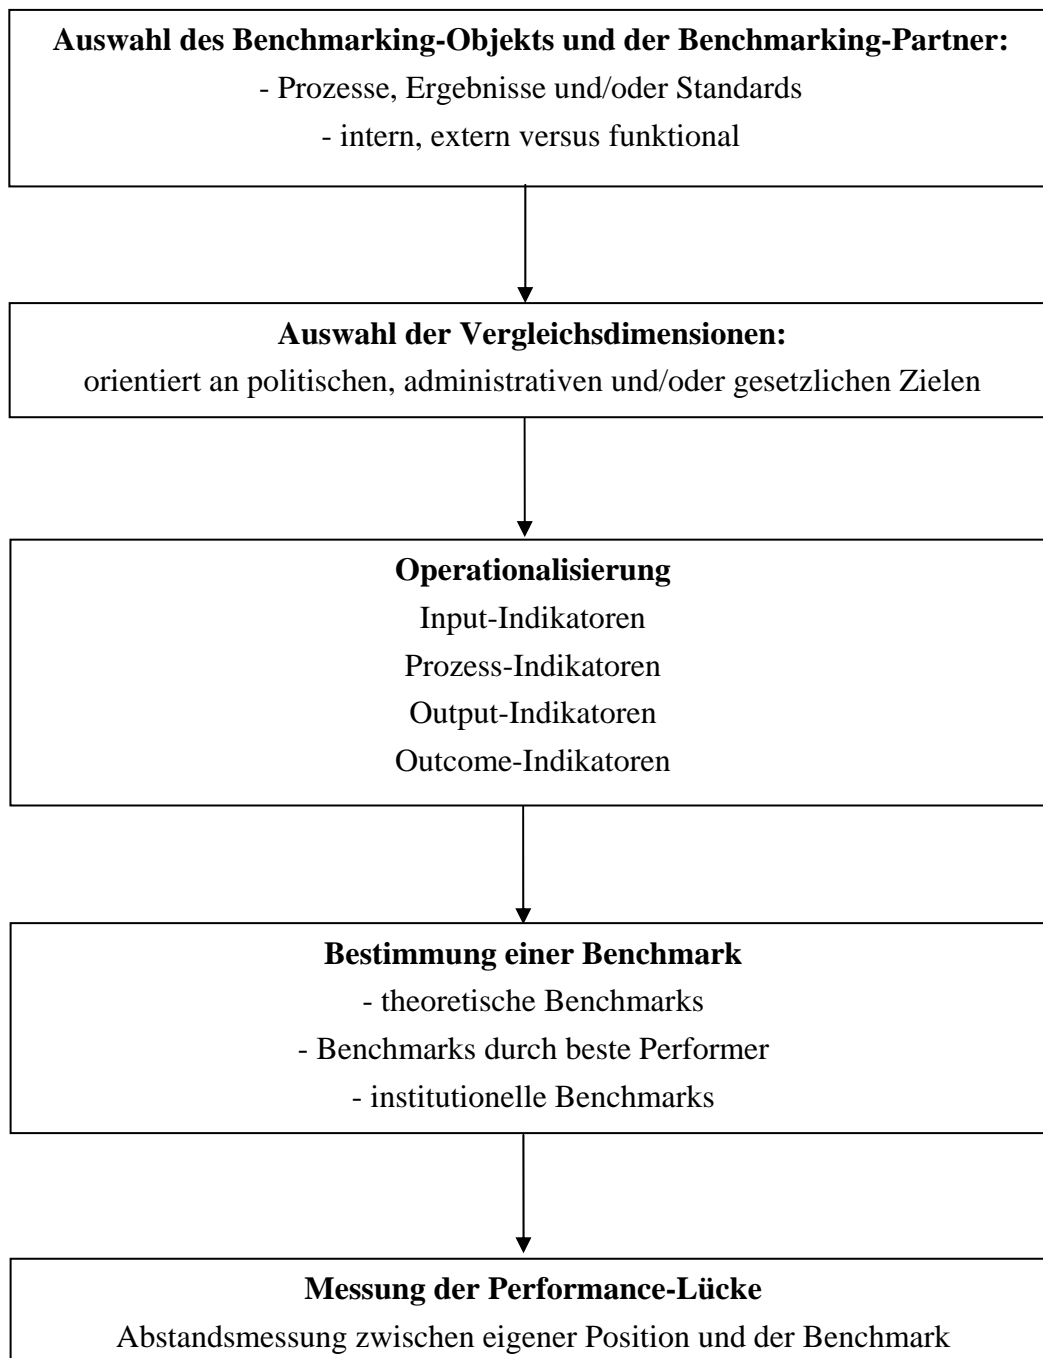 Auswahl des Benchmarking-Objekts und der Benchmarking-Partner:
- Prozesse, Ergebnisse und/oder Standards
- intern, extern versus funktional
Auswahl der Vergleichsdimensionen:
orientiert an politischen, administrativen und/oder gesetzlichen Zielen
Operationalisierung
Input-Indikatoren
Prozess-Indikatoren
Output-Indikatoren
Outcome-Indikatoren
Bestimmung einer Benchmark
- theoretische Benchmarks
- Benchmarks durch beste Performer
- institutionelle Benchmarks
Messung der Performance-Lücke
Abstandsmessung zwischen eigener Position und der Benchmark